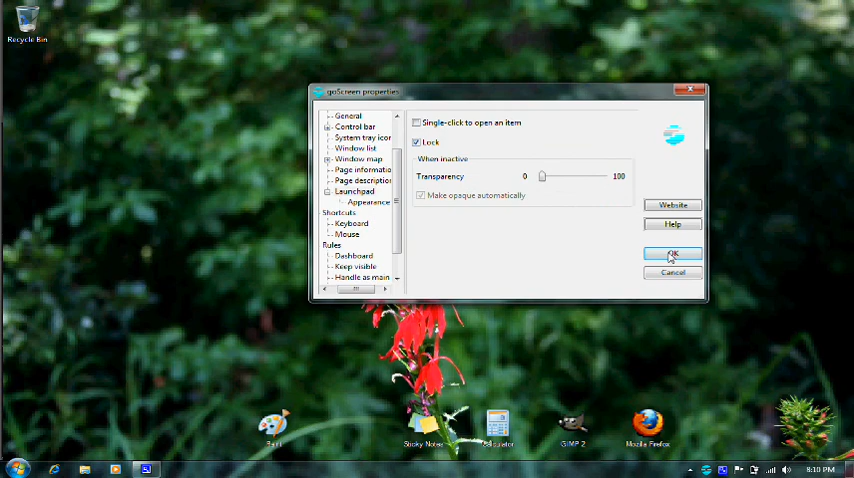 Recycle Bin
goScreen properties
General
Control bar
System tray icon
Window list
Window map
Page informatio
Page description
Launchpad
Appearance
Shortcuts
Keyboard
Mouse
Rules
Dashboard
Keep visible
Handle as main
Single-click to open an item
Lock
When inactive
Transparency 0 100
Make opaque automatically
Website
Help
OK
Cancel
Paint
Sticky Notes
Calculator
GIMP 2
Mozilla Firefox
8:10 PM